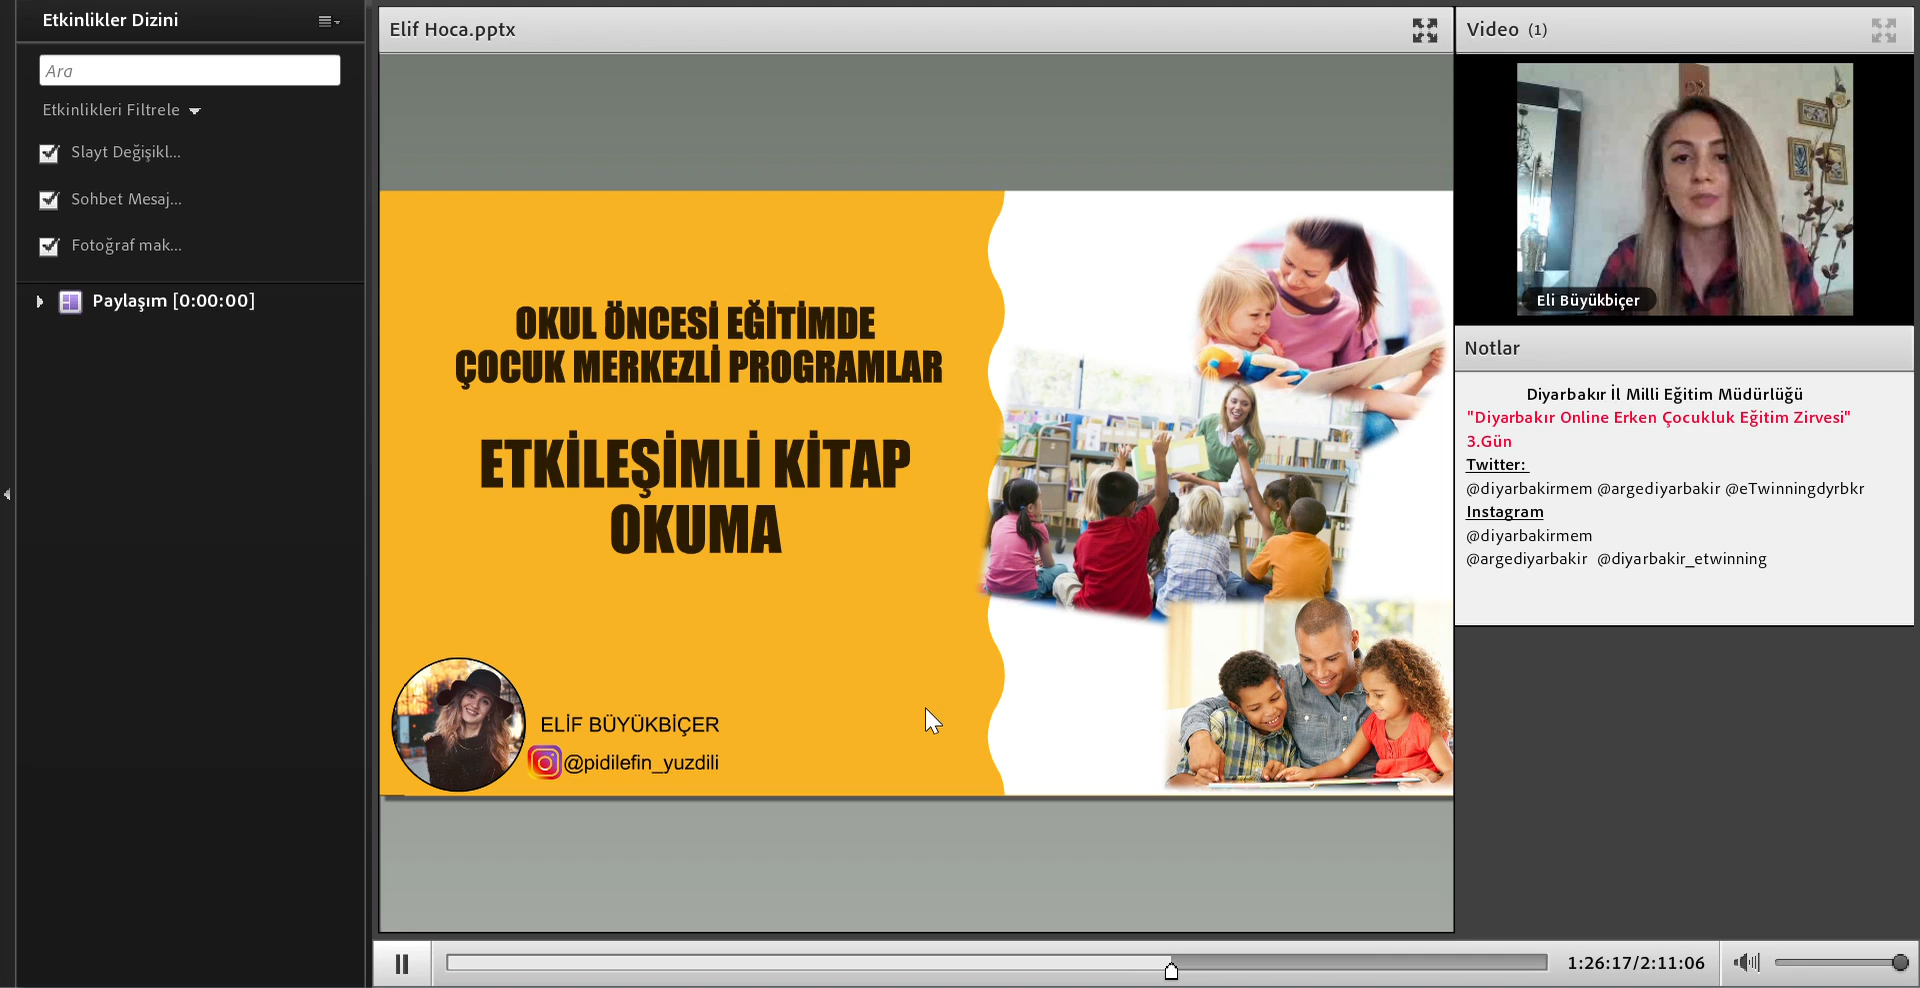 Etkinlikler Dizini
Ara
Etkinlikleri Filtrele
Slayt Değişikl...
Sohbet Mesaj...
Fotoğraf mak...
Paylaşım [0:00:00]
Elif Hoca.pptx
OKUL ÖNCESİ EĞİTİMDE
ÇOCUK MERKEZLİ PROGRAMLAR
ETKİLEŞİMLİ KİTAP
OKUMA
ELİF BÜYÜKBİÇER
@pidilefin_yuzdili
Video (1)
Eli Büyükbiçer
Notlar
Diyarbakır İl Milli Eğitim Müdürlüğü
"Diyarbakır Online Erken Çocukluk Eğitim Zirvesi"
3.Gün
Twitter:
@diyarbakirmem @argediyarbakir @eTwinningdyrbkr
Instagram
@diyarbakirmem
@argediyarbakir @diyarbakir_etwinning
1:26:17/2:11:06